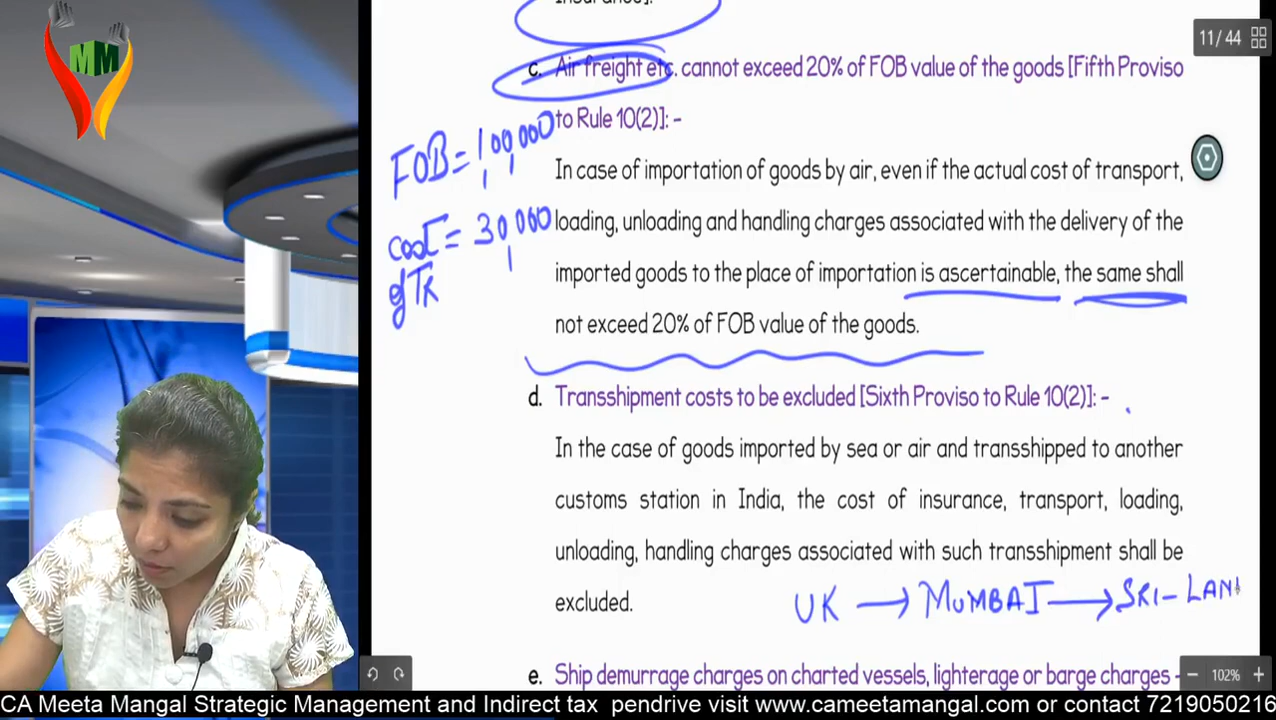 MM
insurance].
11/44
c. Air freight etc. cannot exceed 20% of FOB value of the goods [Fifth Proviso
to Rule 10(2)]: -
FOB = 1,00,000
In case of importation of goods by air, even if the actual cost of transport,
loading, unloading and handling charges associated with the delivery of the
cost = 30,000
of TR
imported goods to the place of importation is ascertainable, the same shall
not exceed 20% of FOB value of the goods.
d. Transshipment costs to be excluded [Sixth Proviso to Rule 10(2)]: -
In the case of goods imported by sea or air and transshipped to another
customs station in India, the cost of insurance, transport, loading,
unloading, handling charges associated with such transshipment shall be
excluded.
UK → MUMBAI → SRI-LAN
e. Ship demurrage charges on charted vessels, lighterage or barge charges -
102%
CA Meeta Mangal Strategic Management and Indirect tax pendrive visit www.cameetamangal.com or contact 7219050216